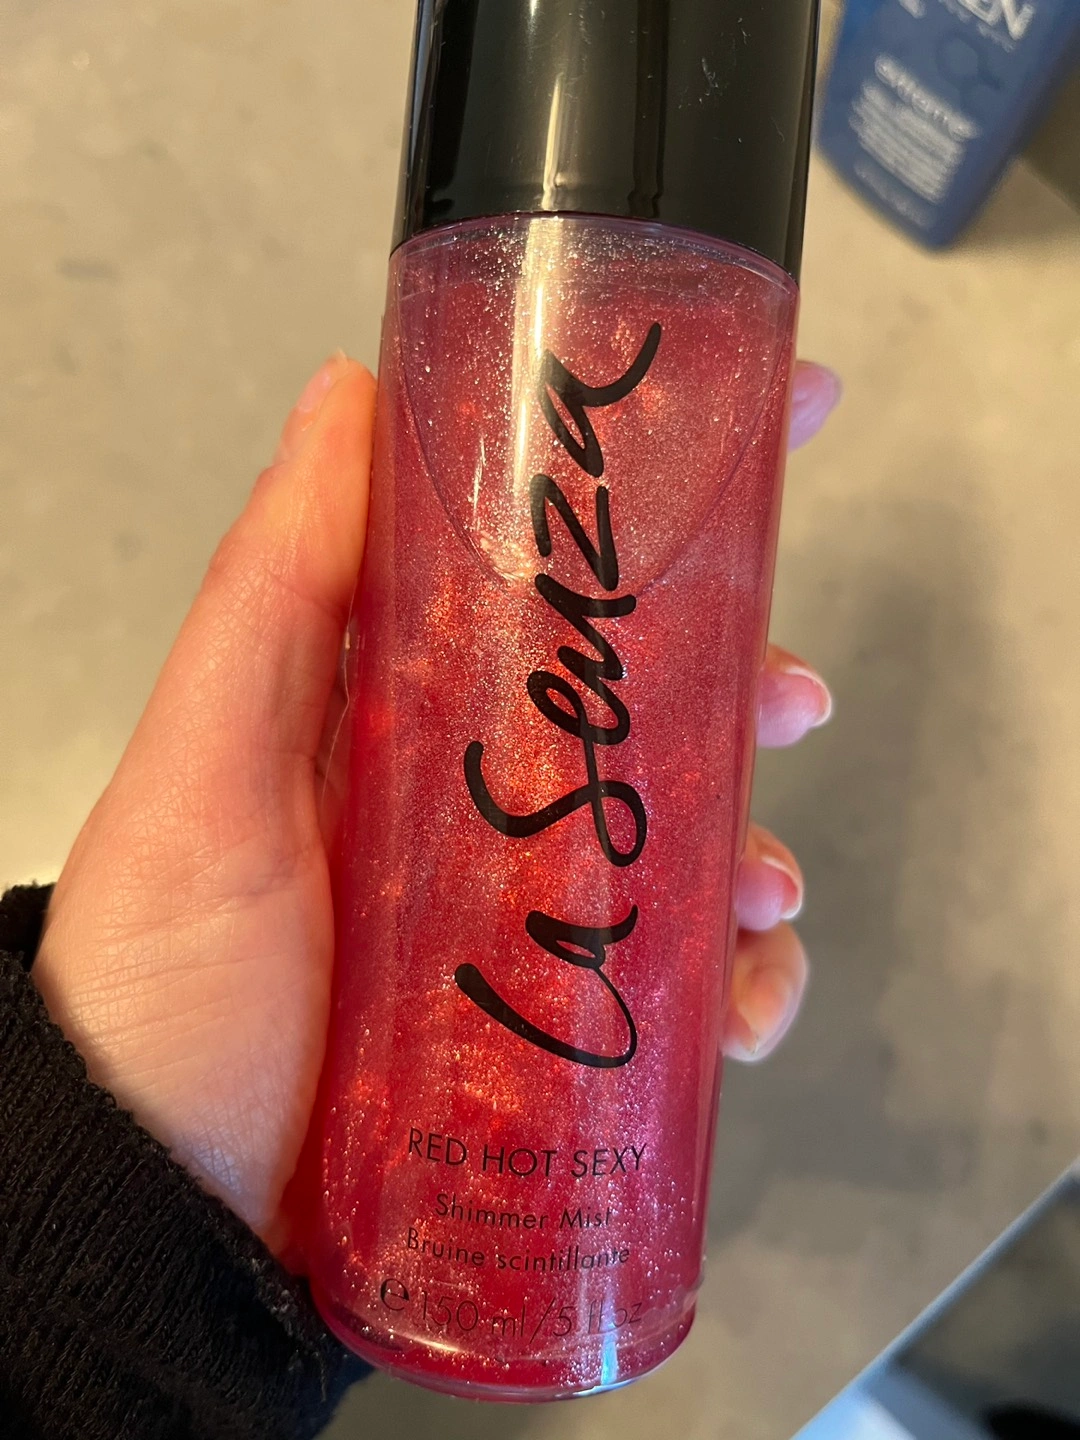 La Senza
RED HOT SEXY
Shimmer Mist
Bruine scintillante
e 150 ml/5 fl oz